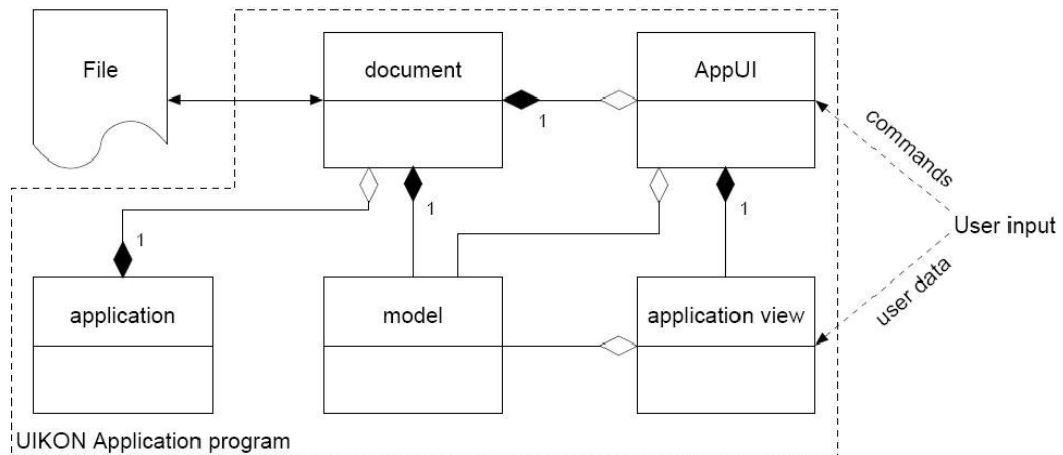 File
document
AppUI
1
commands
1
1
1
User input
application
model
application view
user data
UIKON Application program